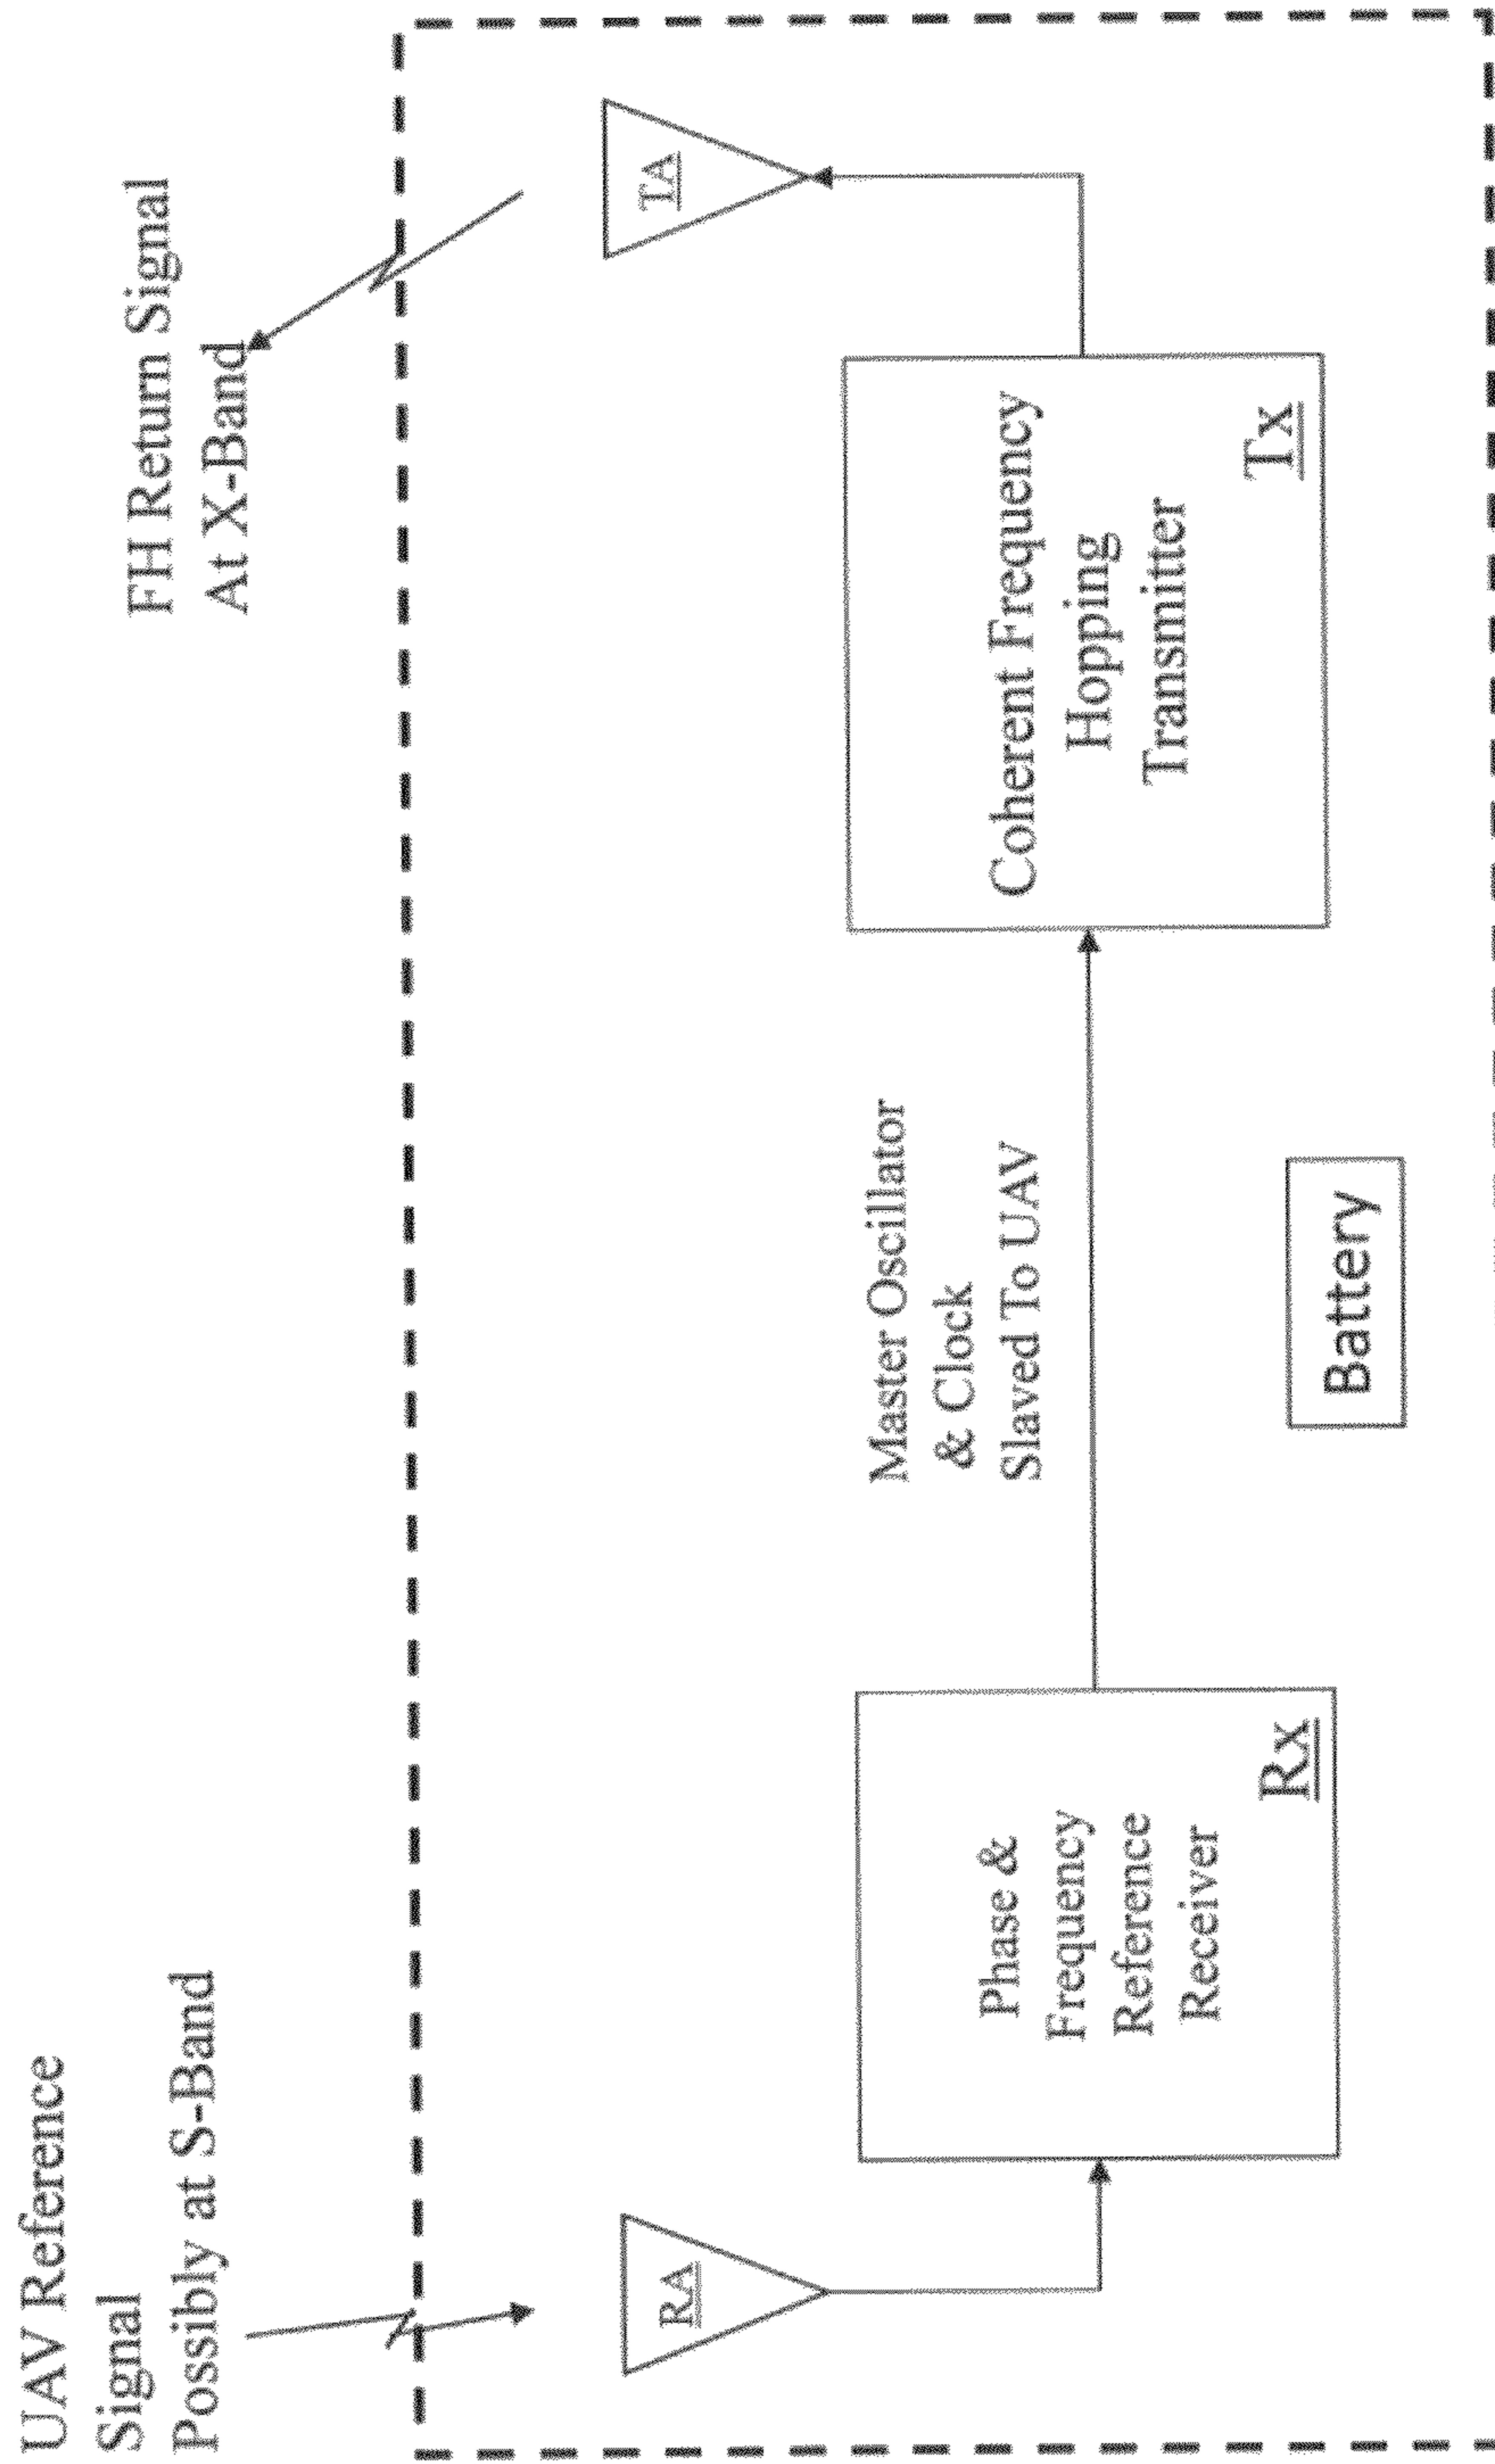 UAV Reference
Signal
Possibly at S-Band
FH Return Signal
At X-Band
RA
TA
Phase &
Frequency
Reference
Receiver
Rx
Master Oscillator
& Clock
Slaved To UAV
Coherent Frequency
Hopping
Transmitter
Tx
Battery